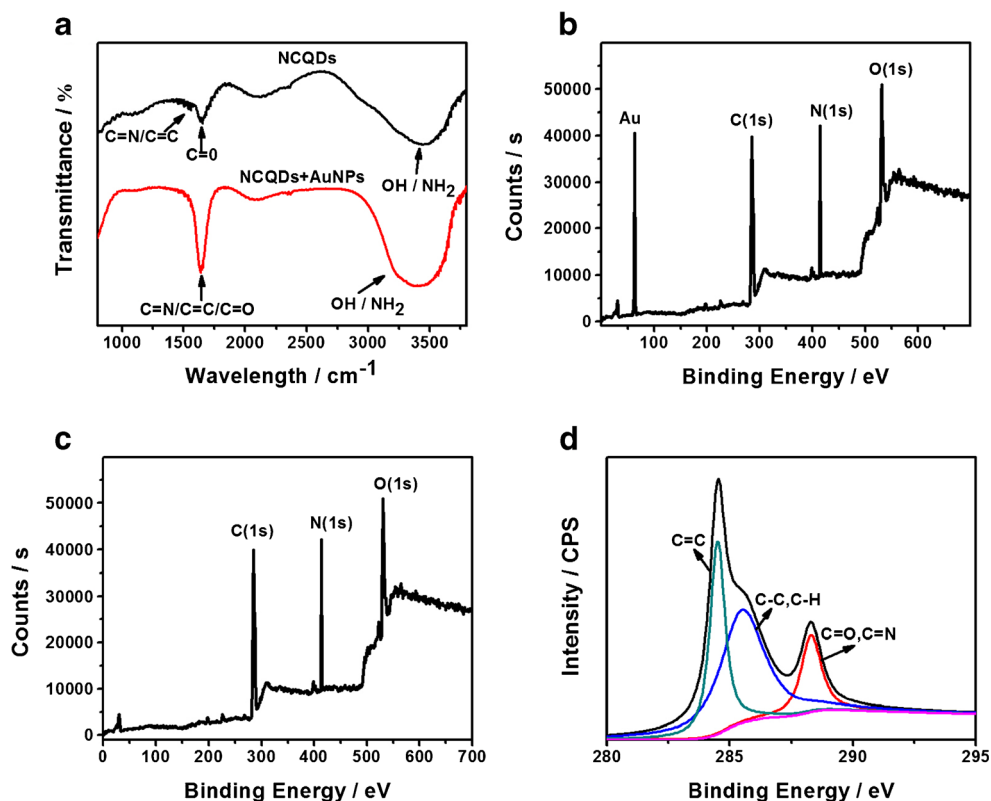 a
NCQDs
C=N/C=C
C=0
OH / NH2
NCQDs+AuNPs
OH / NH2
C=N/C=C/C=O
Transmittance / %
1000 1500 2000 2500 3000 3500
Wavelength / cm-1
b
O(1s)
Au
C(1s)
N(1s)
Counts / s
50000
40000
30000
20000
10000
0
100 200 300 400 500 600
Binding Energy / eV
c
O(1s)
C(1s)
N(1s)
Counts / s
50000
40000
30000
20000
10000
0
0 100 200 300 400 500 600 700
Binding Energy / eV
d
C=C
C-C,C-H
C=O,C=N
Intensity / CPS
280 285 290 295
Binding Energy / eV